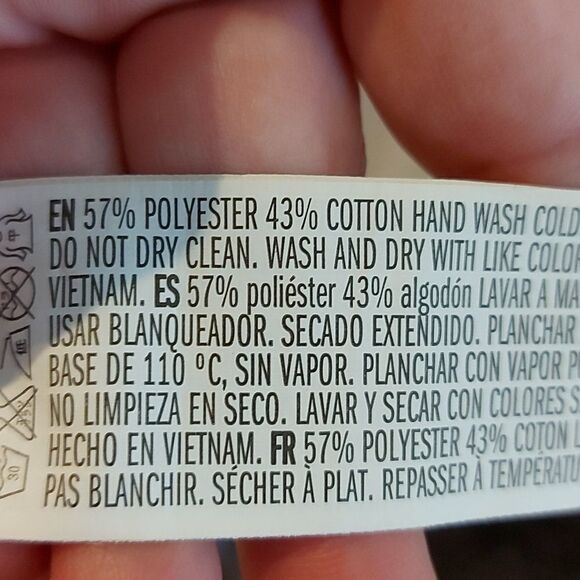 EN 57% POLYESTER 43% COTTON HAND WASH COLD
DO NOT DRY CLEAN. WASH AND DRY WITH LIKE COLOR
VIETNAM. ES 57% poliéster 43% algodón LAVAR A
USAR BLANQUEADOR. SECADO EXTENDIDO. PLANCHAR
BASE DE 110 ºC, SIN VAPOR. PLANCHAR CON VAPOR
NO LIMPIEZA EN SECO. LAVAR Y SECAR CON COLORES
HECHO EN VIETNAM. FR 57% POLYESTER 43% COTON
PAS BLANCHIR. SÉCHER À PLAT. REPASSER À
30